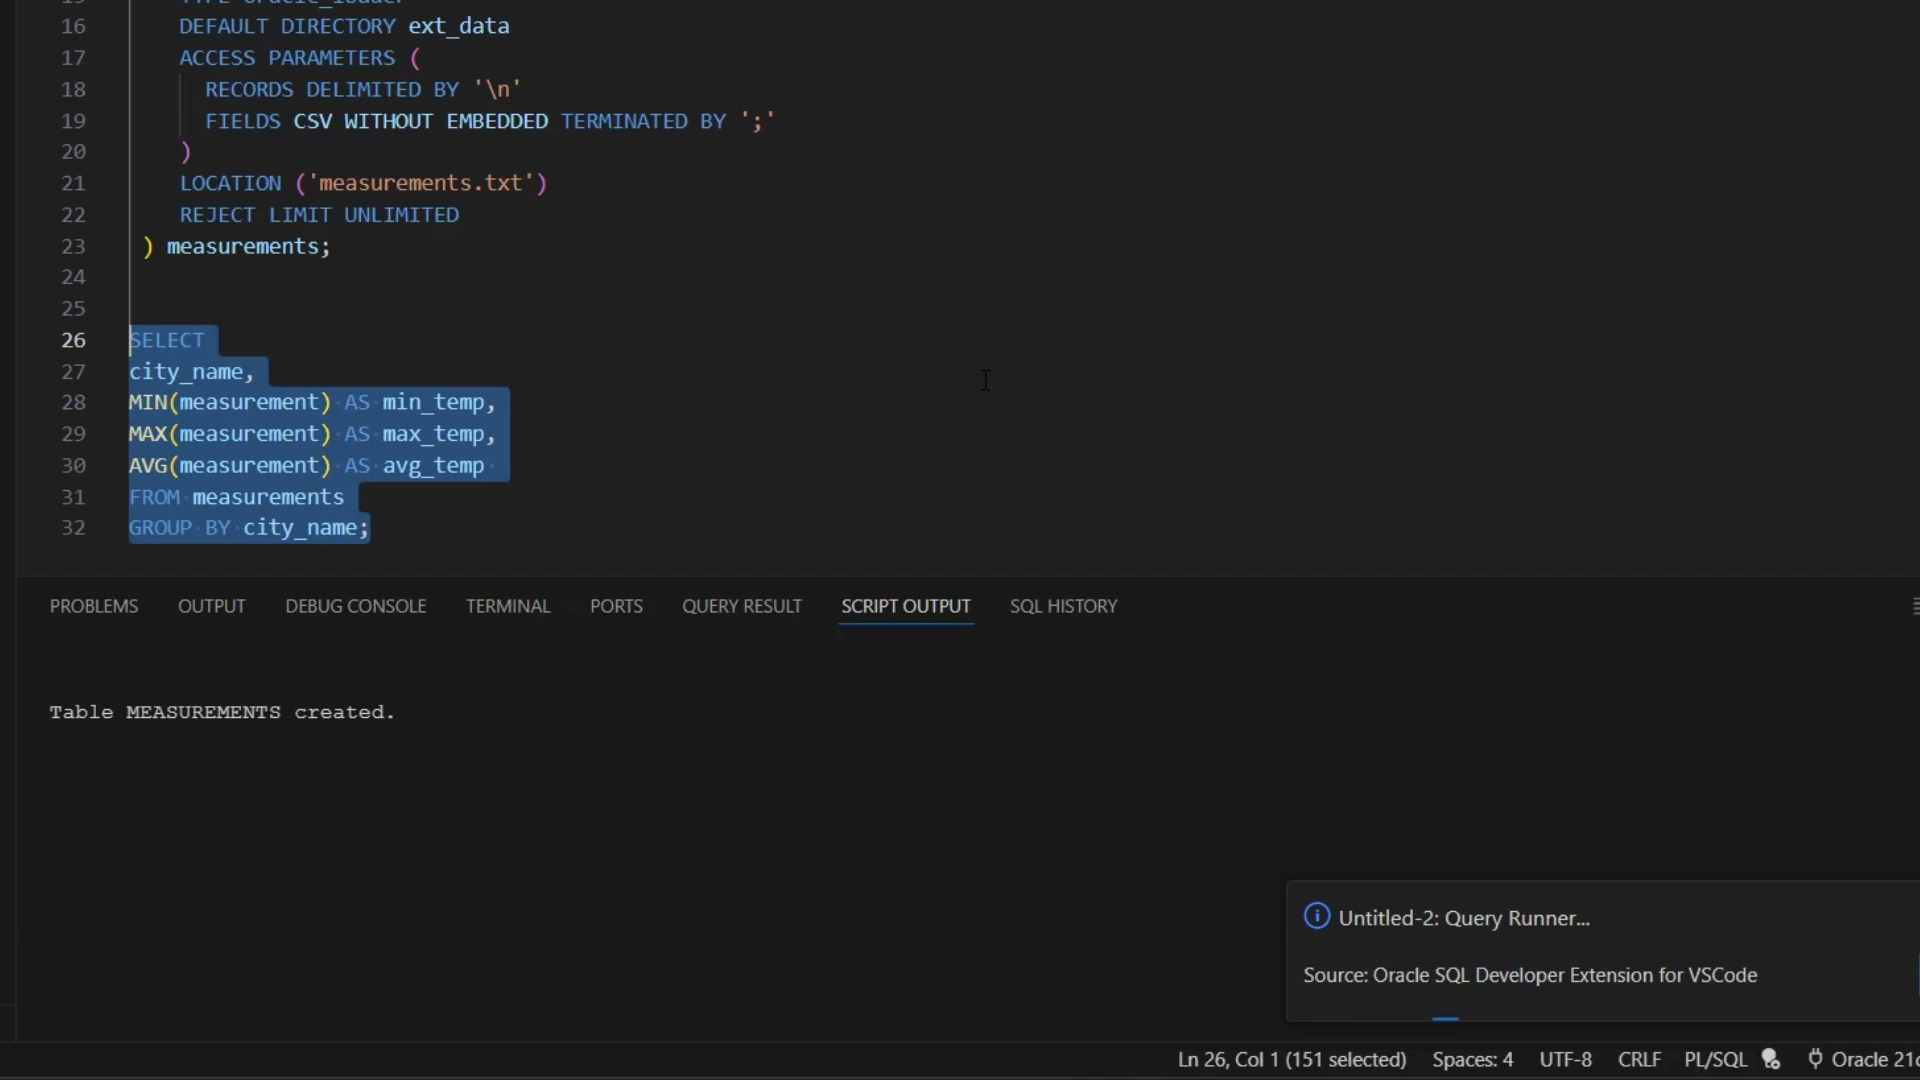 16 DEFAULT DIRECTORY ext_data
17 ACCESS PARAMETERS (
18 RECORDS DELIMITED BY '\n'
19 FIELDS CSV WITHOUT EMBEDDED TERMINATED BY ';'
20 )
21 LOCATION ('measurements.txt')
22 REJECT LIMIT UNLIMITED
23 ) measurements;
24
25
26 SELECT
27 city_name,
28 MIN(measurement) AS min_temp,
29 MAX(measurement) AS max_temp,
30 AVG(measurement) AS avg_temp
31 FROM measurements
32 GROUP BY city_name;
PROBLEMS OUTPUT DEBUG CONSOLE TERMINAL PORTS QUERY RESULT SCRIPT OUTPUT SQL HISTORY
Table MEASUREMENTS created.
Untitled-2: Query Runner...
Source: Oracle SQL Developer Extension for VSCode
Ln 26, Col 1 (151 selected) Spaces: 4 UTF-8 CRLF PL/SQL Oracle